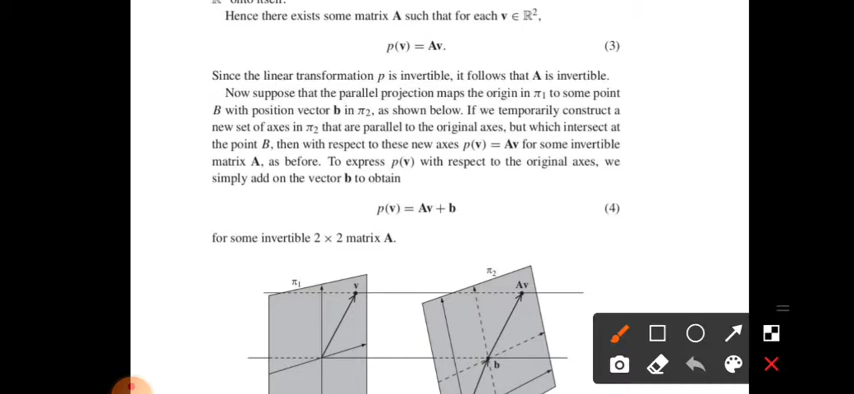 onto itself.
Hence there exists some matrix A such that for each v ∈ ℝ²,
p(v) = Av. (3)
Since the linear transformation p is invertible, it follows that A is invertible.
Now suppose that the parallel projection maps the origin in π₁ to some point
B with position vector b in π₂, as shown below. If we temporarily construct a
new set of axes in π₂ that are parallel to the original axes, but which intersect at
the point B, then with respect to these new axes p(v) = Av for some invertible
matrix A, as before. To express p(v) with respect to the original axes, we
simply add on the vector b to obtain
p(v) = Av + b (4)
for some invertible 2 × 2 matrix A.
π₁ v π₂ Av
b